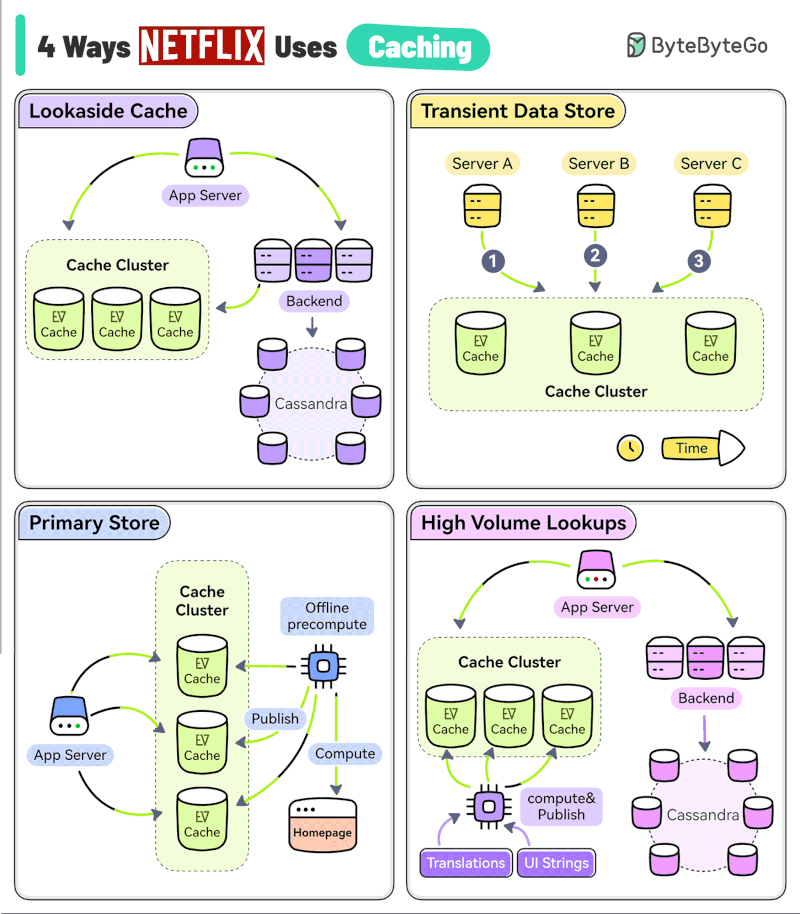 4 Ways NETFLIX Uses Caching
ByteByteGo
Lookaside Cache
App Server
Cache Cluster
EV
Cache
EV
Cache
EV
Cache
Backend
Cassandra
Transient Data Store
Server A
Server B
Server C
1
2
3
EV
Cache
EV
Cache
EV
Cache
Cache Cluster
Time
Primary Store
Cache
Cluster
Offline
precompute
EV
Cache
EV
Cache
EV
Cache
App Server
Publish
Compute
Homepage
High Volume Lookups
App Server
Cache Cluster
EV
Cache
EV
Cache
EV
Cache
Backend
compute&
Publish
Cassandra
Translations
UI Strings